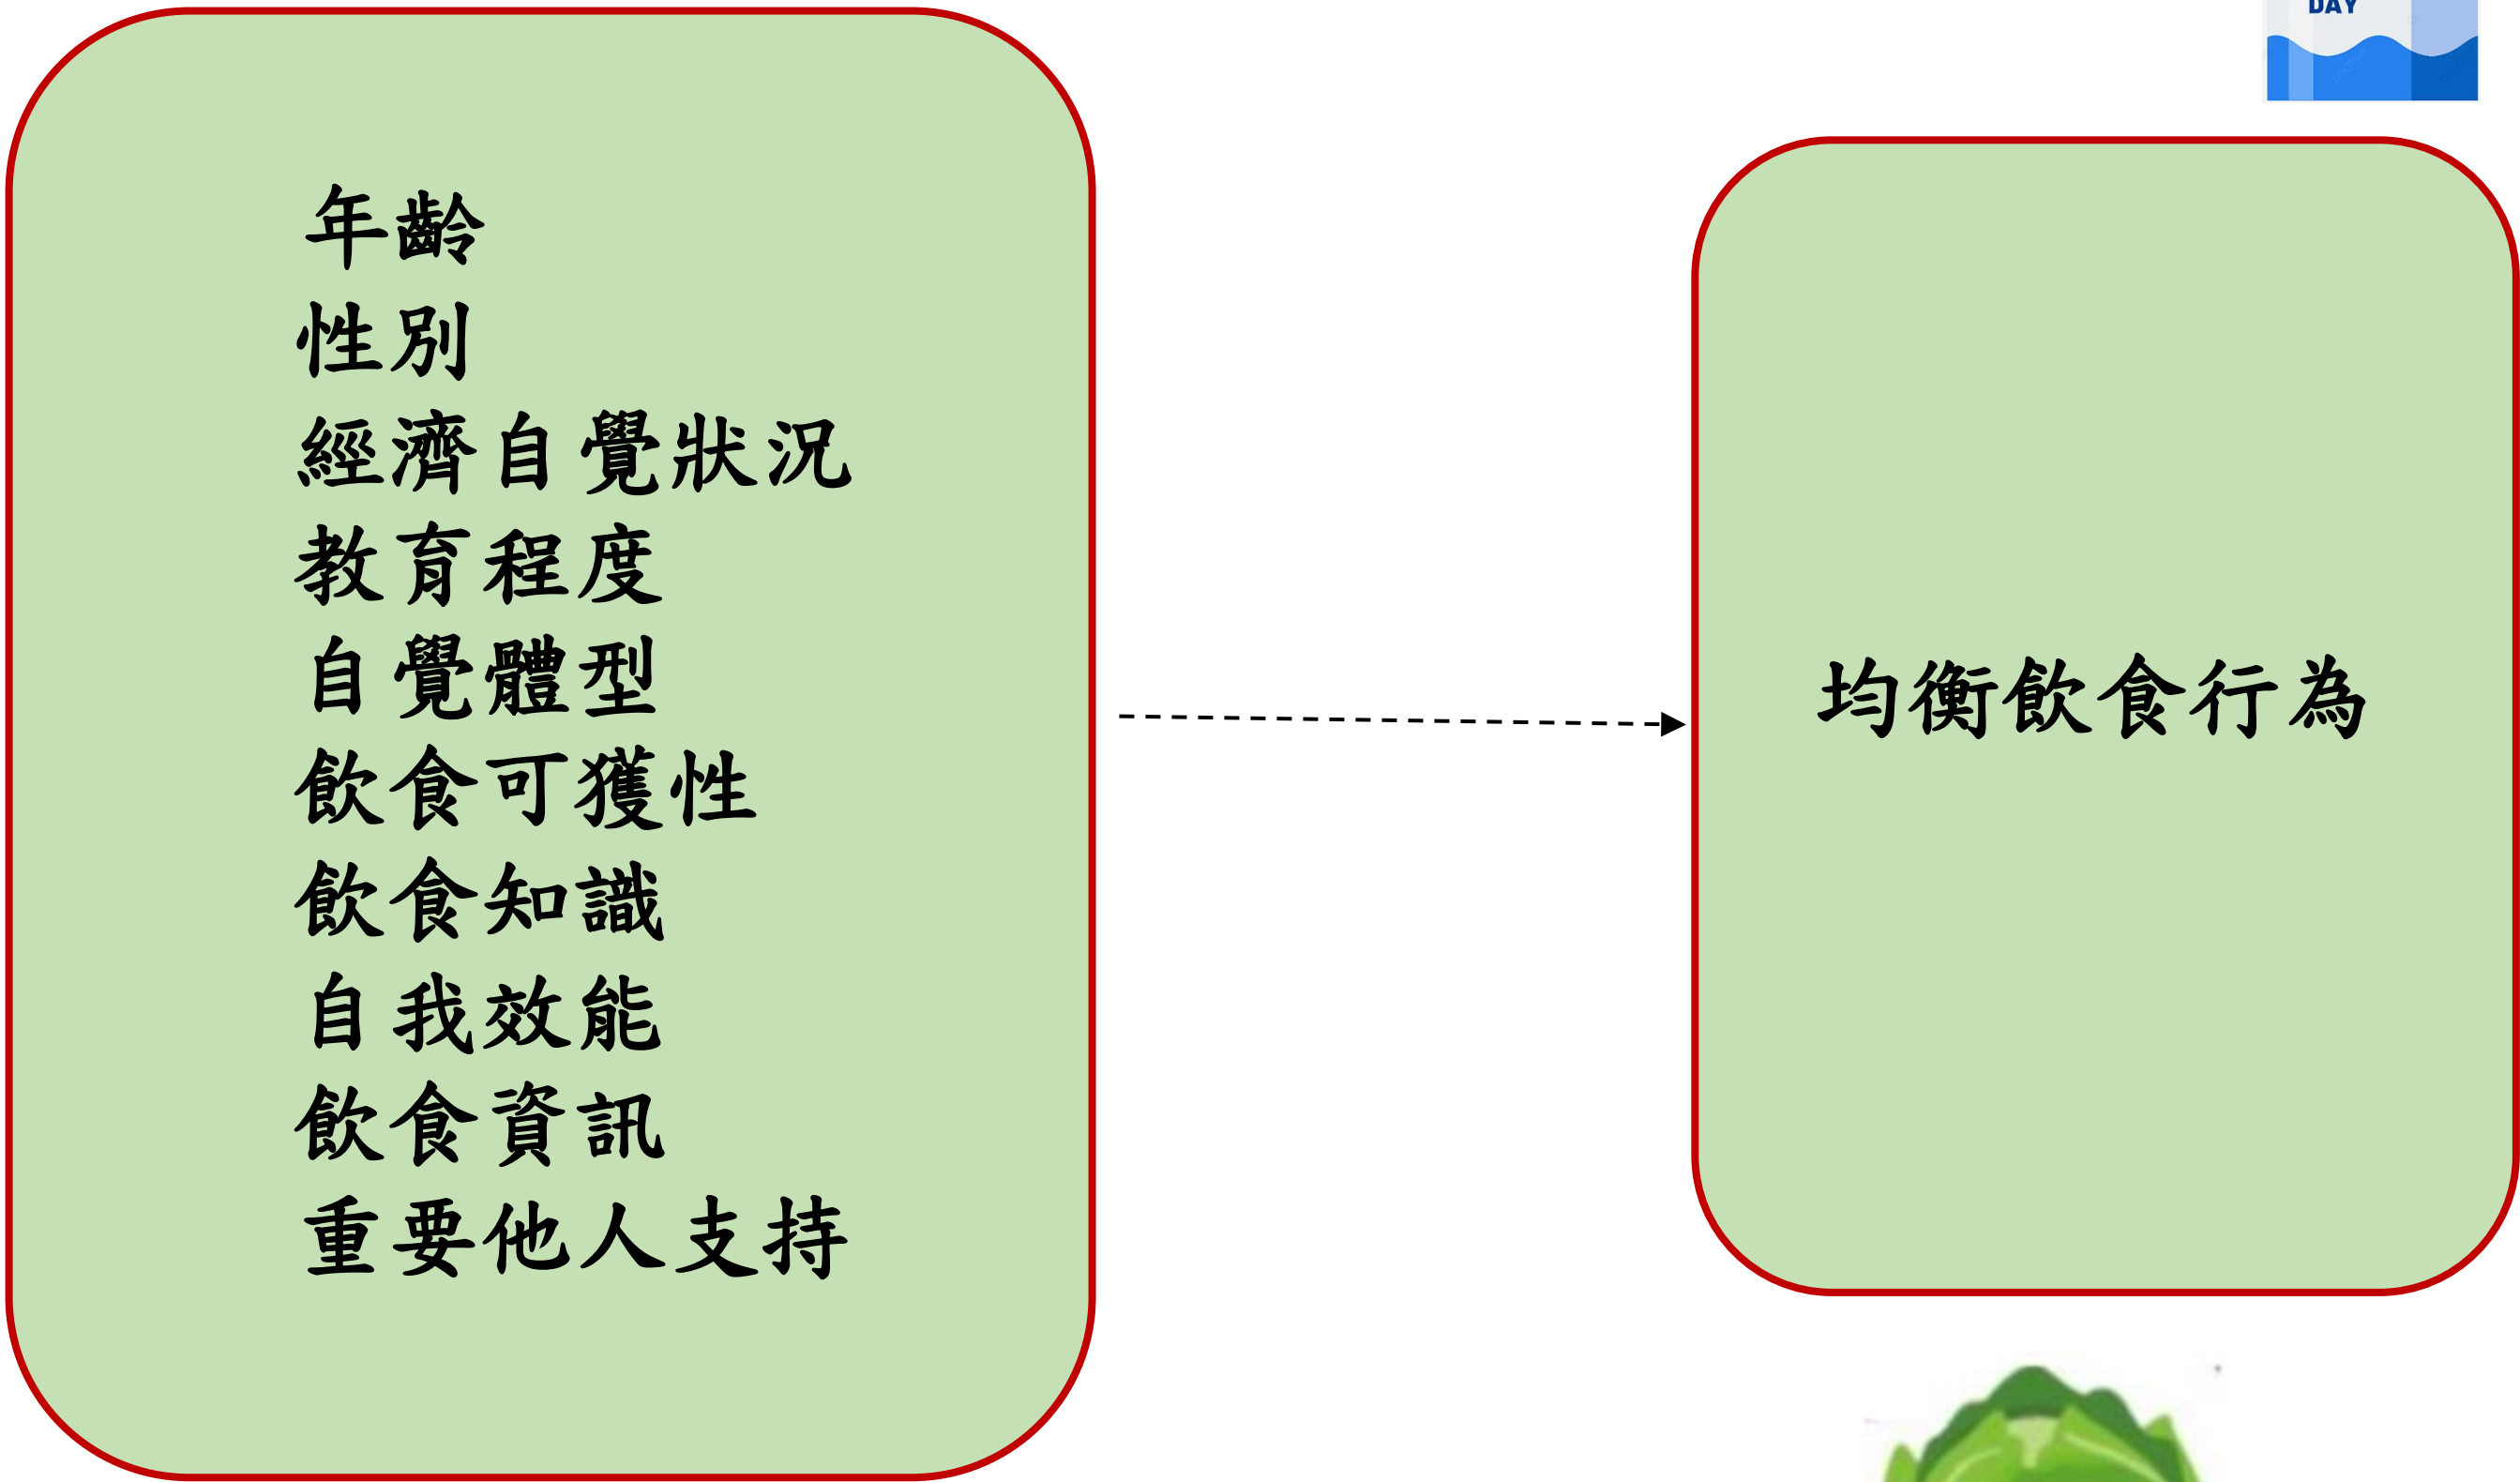 DAY
年齡
性別
經濟自覺狀況
教育程度
自覺體型
飲食可獲性
飲食知識
自我效能
飲食資訊
重要他人支持
均衡飲食行為